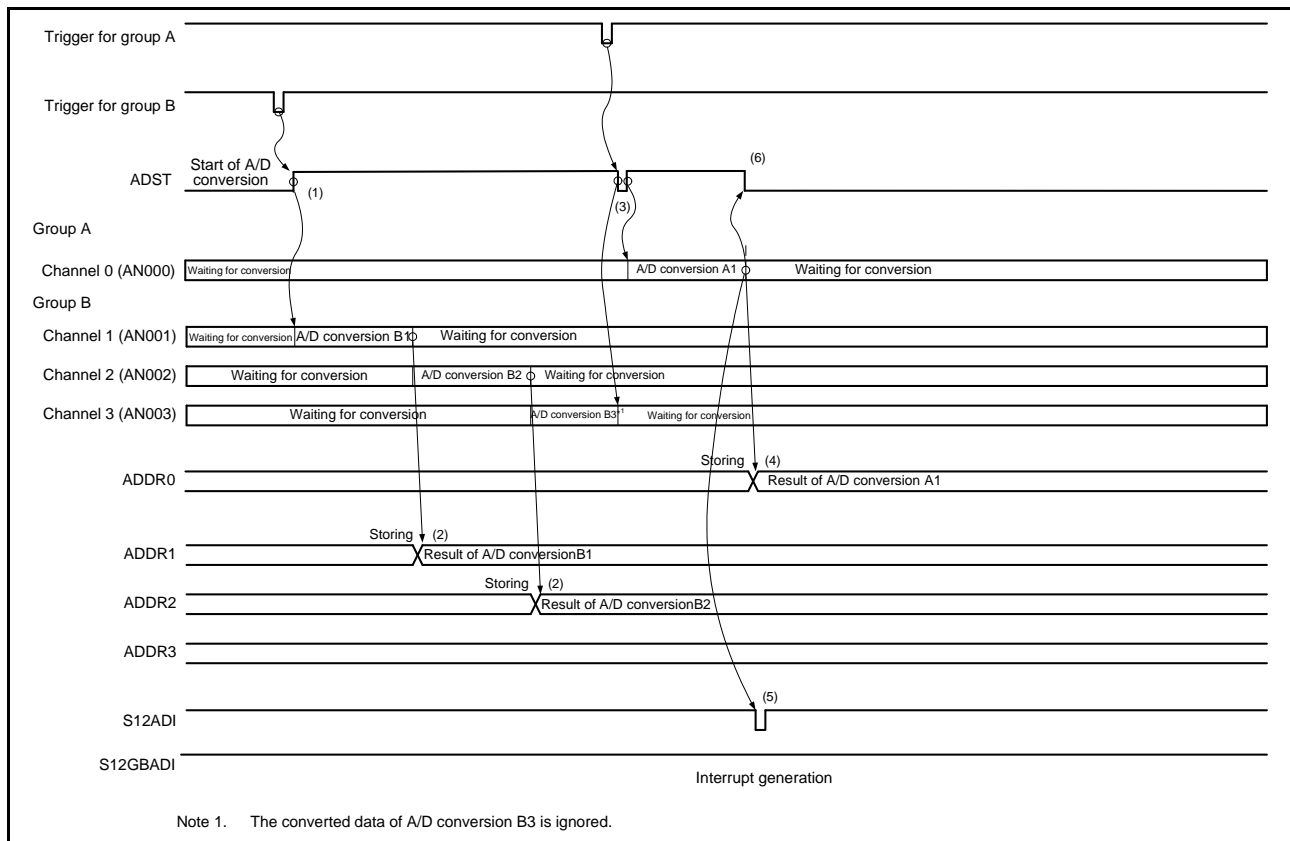 Trigger for group A
Trigger for group B
Start of A/D
conversion
ADST
(1)
(3)
(6)
Group A
Channel 0 (AN000)
Waiting for conversion
A/D conversion A1
Waiting for conversion
Group B
Channel 1 (AN001)
Waiting for conversion
A/D conversion B1
Waiting for conversion
Channel 2 (AN002)
Waiting for conversion
A/D conversion B2
Waiting for conversion
Channel 3 (AN003)
Waiting for conversion
A/D conversion B3*1
Waiting for conversion
Storing (4)
ADDR0
Result of A/D conversion A1
Storing (2)
ADDR1
Result of A/D conversionB1
Storing (2)
ADDR2
Result of A/D conversionB2
ADDR3
S12ADI
(5)
S12GBADI
Interrupt generation
Note 1. The converted data of A/D conversion B3 is ignored.